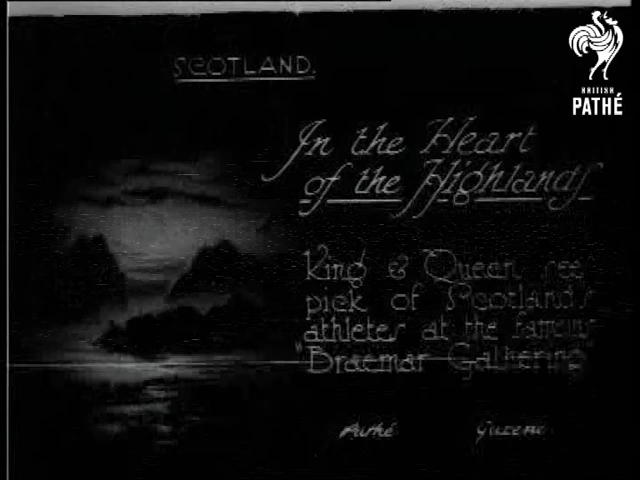 SCOTLAND.
BRITISH
PATHÉ
In the Heart
of the Highlands
King & Queen see
pick of Scotland's
athletes at the famous
"Braemar Gathering"
Pathé Gazette